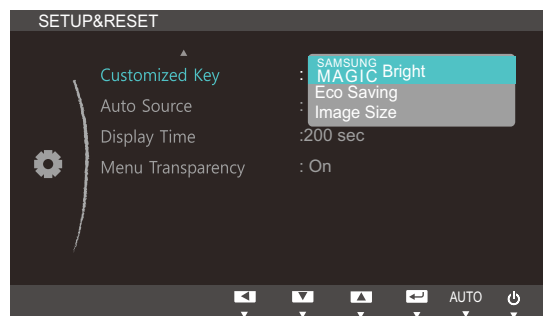 SETUP&RESET
Customized Key :
SAMSUNG
MAGIC Bright
Eco Saving
Auto Source :
Image Size
Display Time :200 sec
Menu Transparency : On
AUTO